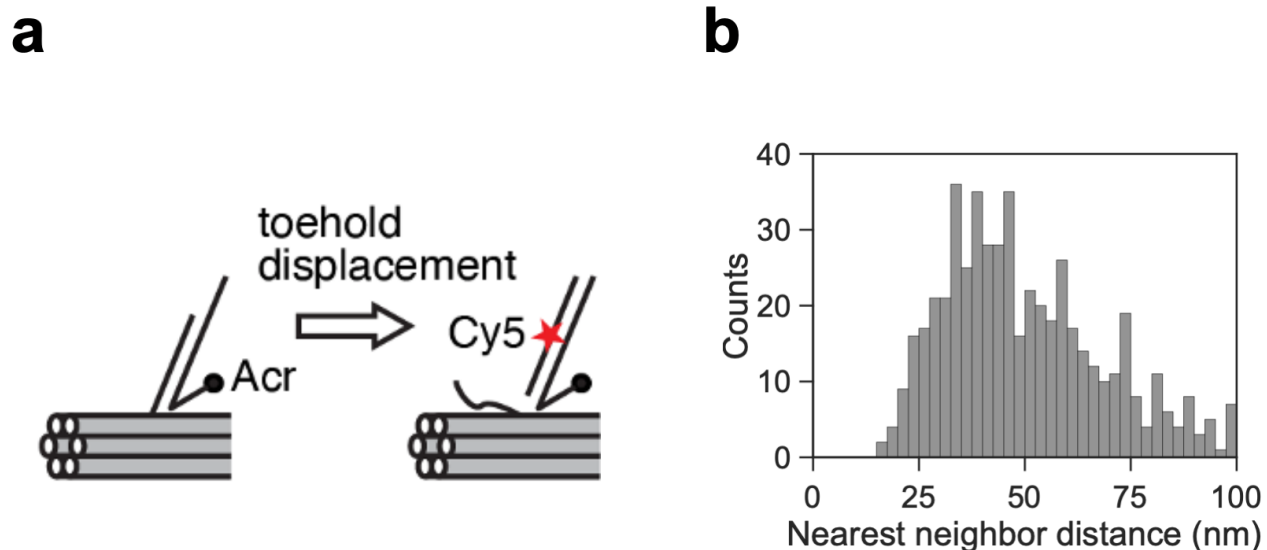 a
toehold
displacement
Cy5
Acr
b
40
30
20
10
0
Counts
0 25 50 75 100
Nearest neighbor distance (nm)